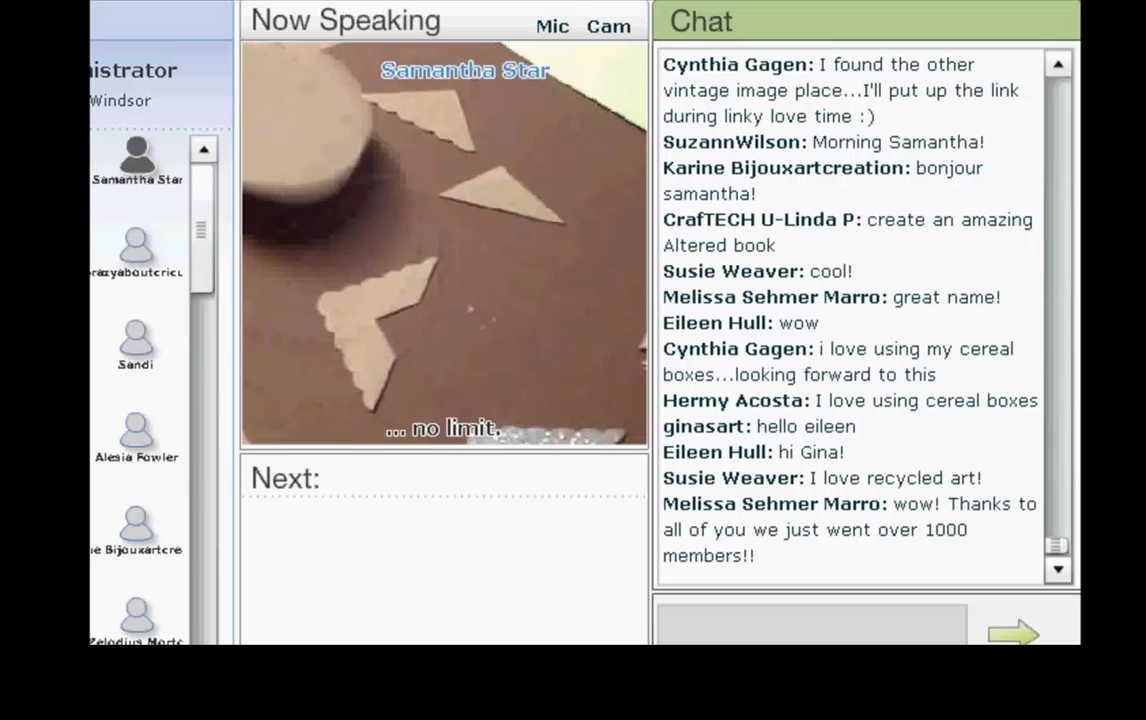 Now Speaking
Mic Cam
Chat
istrator
Windsor
Samantha Star
Sandi
Alesia Fowler
Samantha Star
... no limit.
Next:
Cynthia Gagen: I found the other
vintage image place...I'll put up the link
during linky love time :)
SuzannWilson: Morning Samantha!
Karine Bijouxartcreation: bonjour
samantha!
CrafTECH U-Linda P: create an amazing
Altered book
Susie Weaver: cool!
Melissa Sehmer Marro: great name!
Eileen Hull: wow
Cynthia Gagen: i love using my cereal
boxes...looking forward to this
Hermy Acosta: I love using cereal boxes
ginasart: hello eileen
Eileen Hull: hi Gina!
Susie Weaver: I love recycled art!
Melissa Sehmer Marro: wow! Thanks to
all of you we just went over 1000
members!!